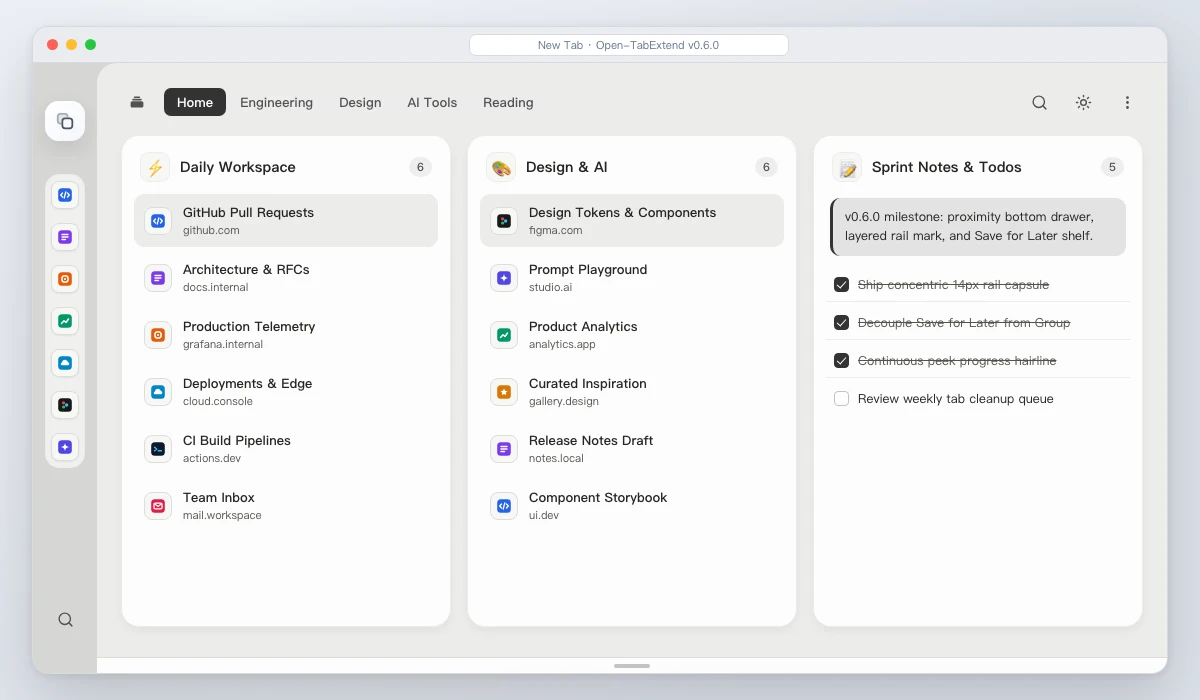 New Tab · Open-TabExtend v0.6.0
Home
Engineering
Design
AI Tools
Reading
Daily Workspace
6
GitHub Pull Requests
github.com
Architecture & RFCs
docs.internal
Production Telemetry
grafana.internal
Deployments & Edge
cloud.console
CI Build Pipelines
actions.dev
Team Inbox
mail.workspace
Design & AI
6
Design Tokens & Components
figma.com
Prompt Playground
studio.ai
Product Analytics
analytics.app
Curated Inspiration
gallery.design
Release Notes Draft
notes.local
Component Storybook
ui.dev
Sprint Notes & Todos
5
v0.6.0 milestone: proximity bottom drawer,
layered rail mark, and Save for Later shelf.
Ship concentric 14px rail capsule
Decouple Save for Later from Group
Continuous peek progress hairline
Review weekly tab cleanup queue